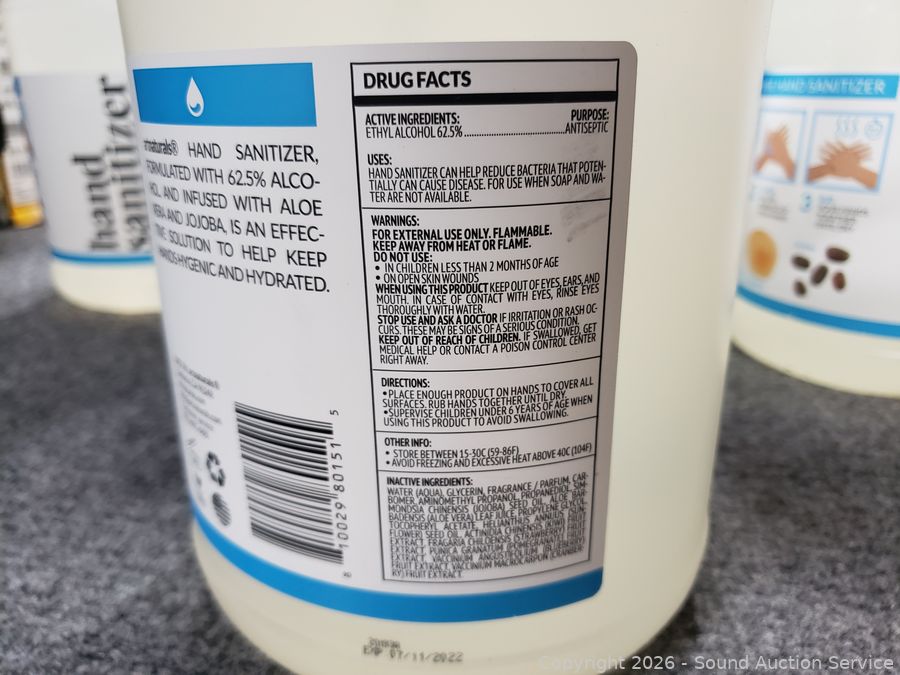 hand
sanitizer
HAND SANITIZER
artnaturals® HAND SANITIZER,
FORMULATED WITH 62.5% ALCO-
HOL AND INFUSED WITH ALOE
VERA AND JOJOBA, IS AN EFFEC-
TIVE SOLUTION TO HELP KEEP
HANDS HYGENIC AND HYDRATED.
DRUG FACTS
ACTIVE INGREDIENTS: PURPOSE:
ETHYL ALCOHOL 62.5%..............................ANTISEPTIC
USES:
HAND SANITIZER CAN HELP REDUCE BACTERIA THAT POTEN-
TIALLY CAN CAUSE DISEASE. FOR USE WHEN SOAP AND WA-
TER ARE NOT AVAILABLE.
WARNINGS:
FOR EXTERNAL USE ONLY. FLAMMABLE.
KEEP AWAY FROM HEAT OR FLAME.
DO NOT USE:
• IN CHILDREN LESS THAN 2 MONTHS OF AGE
• ON OPEN SKIN WOUNDS
WHEN USING THIS PRODUCT KEEP OUT OF EYES, EARS, AND
MOUTH. IN CASE OF CONTACT WITH EYES, RINSE EYES
THOROUGHLY WITH WATER.
STOP USE AND ASK A DOCTOR IF IRRITATION OR RASH OC-
CURS. THESE MAY BE SIGNS OF A SERIOUS CONDITION.
KEEP OUT OF REACH OF CHILDREN. IF SWALLOWED, GET
MEDICAL HELP OR CONTACT A POISON CONTROL CENTER
RIGHT AWAY.
DIRECTIONS:
•PLACE ENOUGH PRODUCT ON HANDS TO COVER ALL
SURFACES. RUB HANDS TOGETHER UNTIL DRY.
•SUPERVISE CHILDREN UNDER 6 YEARS OF AGE WHEN
USING THIS PRODUCT TO AVOID SWALLOWING.
OTHER INFO:
• STORE BETWEEN 15-30C (59-86F)
• AVOID FREEZING AND EXCESSIVE HEAT ABOVE 40C (104F)
INACTIVE INGREDIENTS:
WATER (AQUA), GLYCERIN, FRAGRANCE / PARFUM, CAR-
BOMER, AMINOMETHYL PROPANOL, PROPANEDIOL, SIM-
MONDSIA CHINENSIS (JOJOBA) SEED OIL, ALOE BAR-
BADENSIS (ALOE VERA) LEAF JUICE, PROPYLENE GLYCOL,
TOCOPHERYL ACETATE, HELIANTHUS ANNUUS (SUN-
FLOWER) SEED OIL, ACTINIDIA CHINENSIS (KIWI) FRUIT
EXTRACT, FRAGARIA CHILOENSIS (STRAWBERRY) FRUIT
EXTRACT, PUNICA GRANATUM (POMEGRANATE) FRUIT
EXTRACT, VACCINIUM ANGUSTIFOLIUM (BLUEBERRY)
FRUIT EXTRACT, VACCINIUM MACROCARPON (CRANBER-
RY) FRUIT EXTRACT.
8 10029 80151 5
EXP 07/11/2022
Copyright 2026 - Sound Auction Service